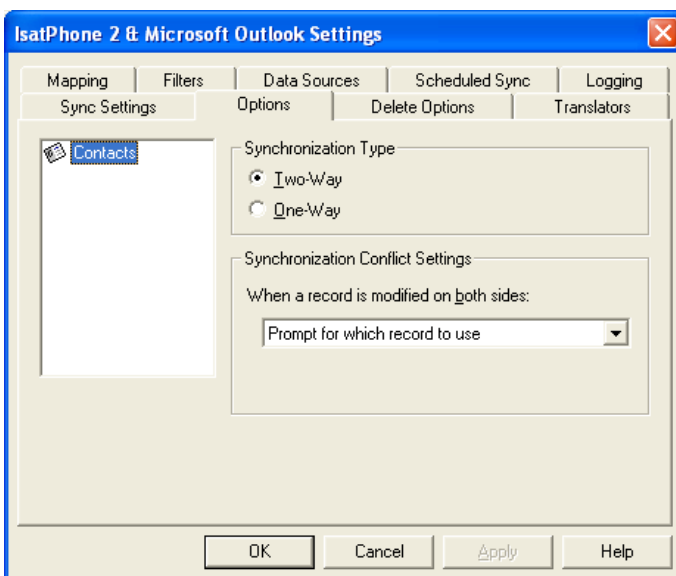 IsatPhone 2 & Microsoft Outlook Settings
Mapping Filters Data Sources Scheduled Sync Logging
Sync Settings Options Delete Options Translators
Contacts
Synchronization Type
Two-Way
One-Way
Synchronization Conflict Settings
When a record is modified on both sides:
Prompt for which record to use
OK Cancel Apply Help